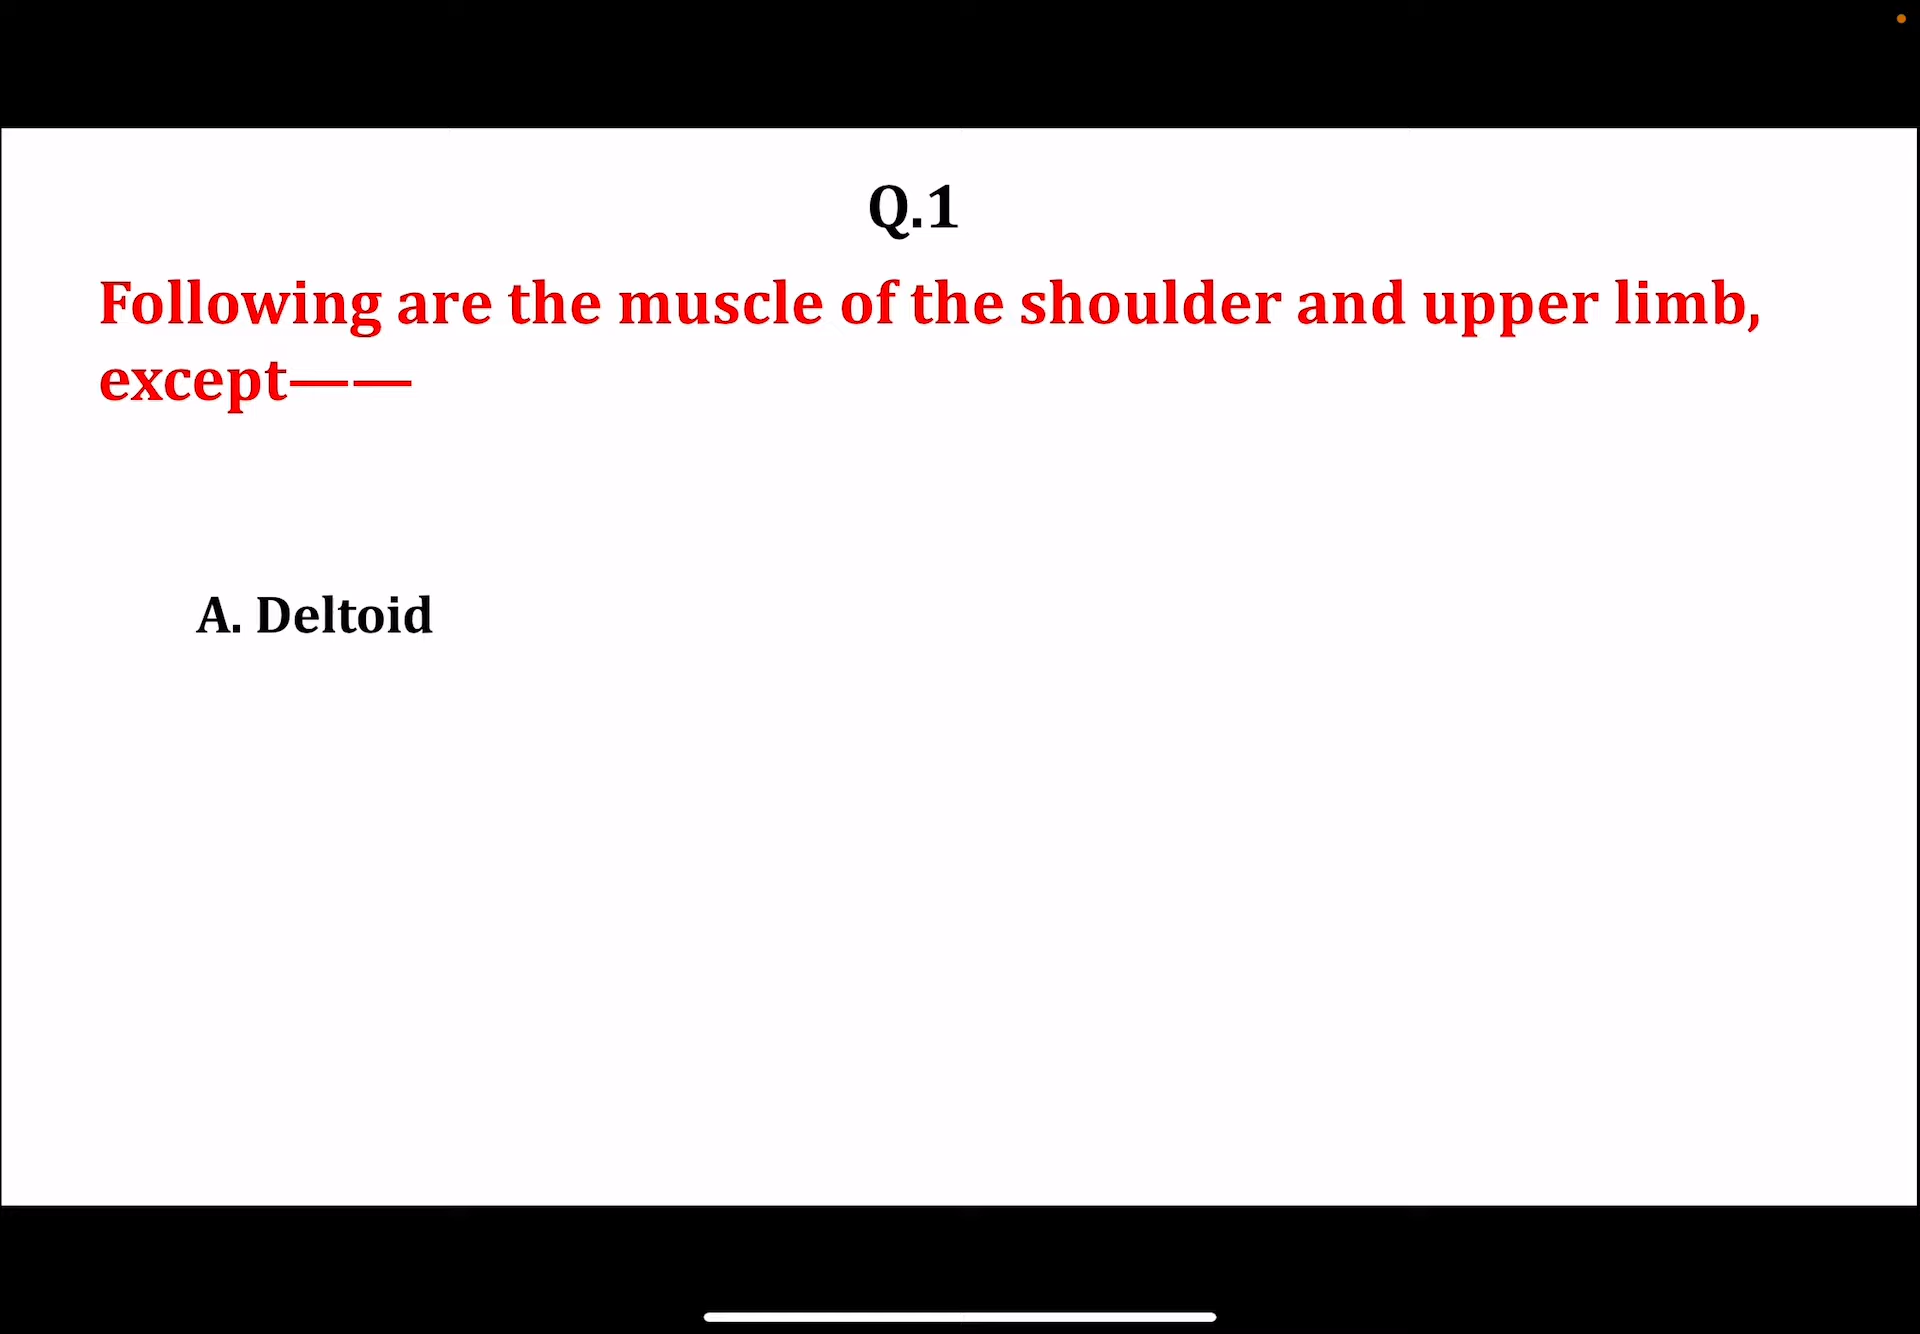 Q.1
Following are the muscle of the shoulder and upper limb,
except——
A. Deltoid